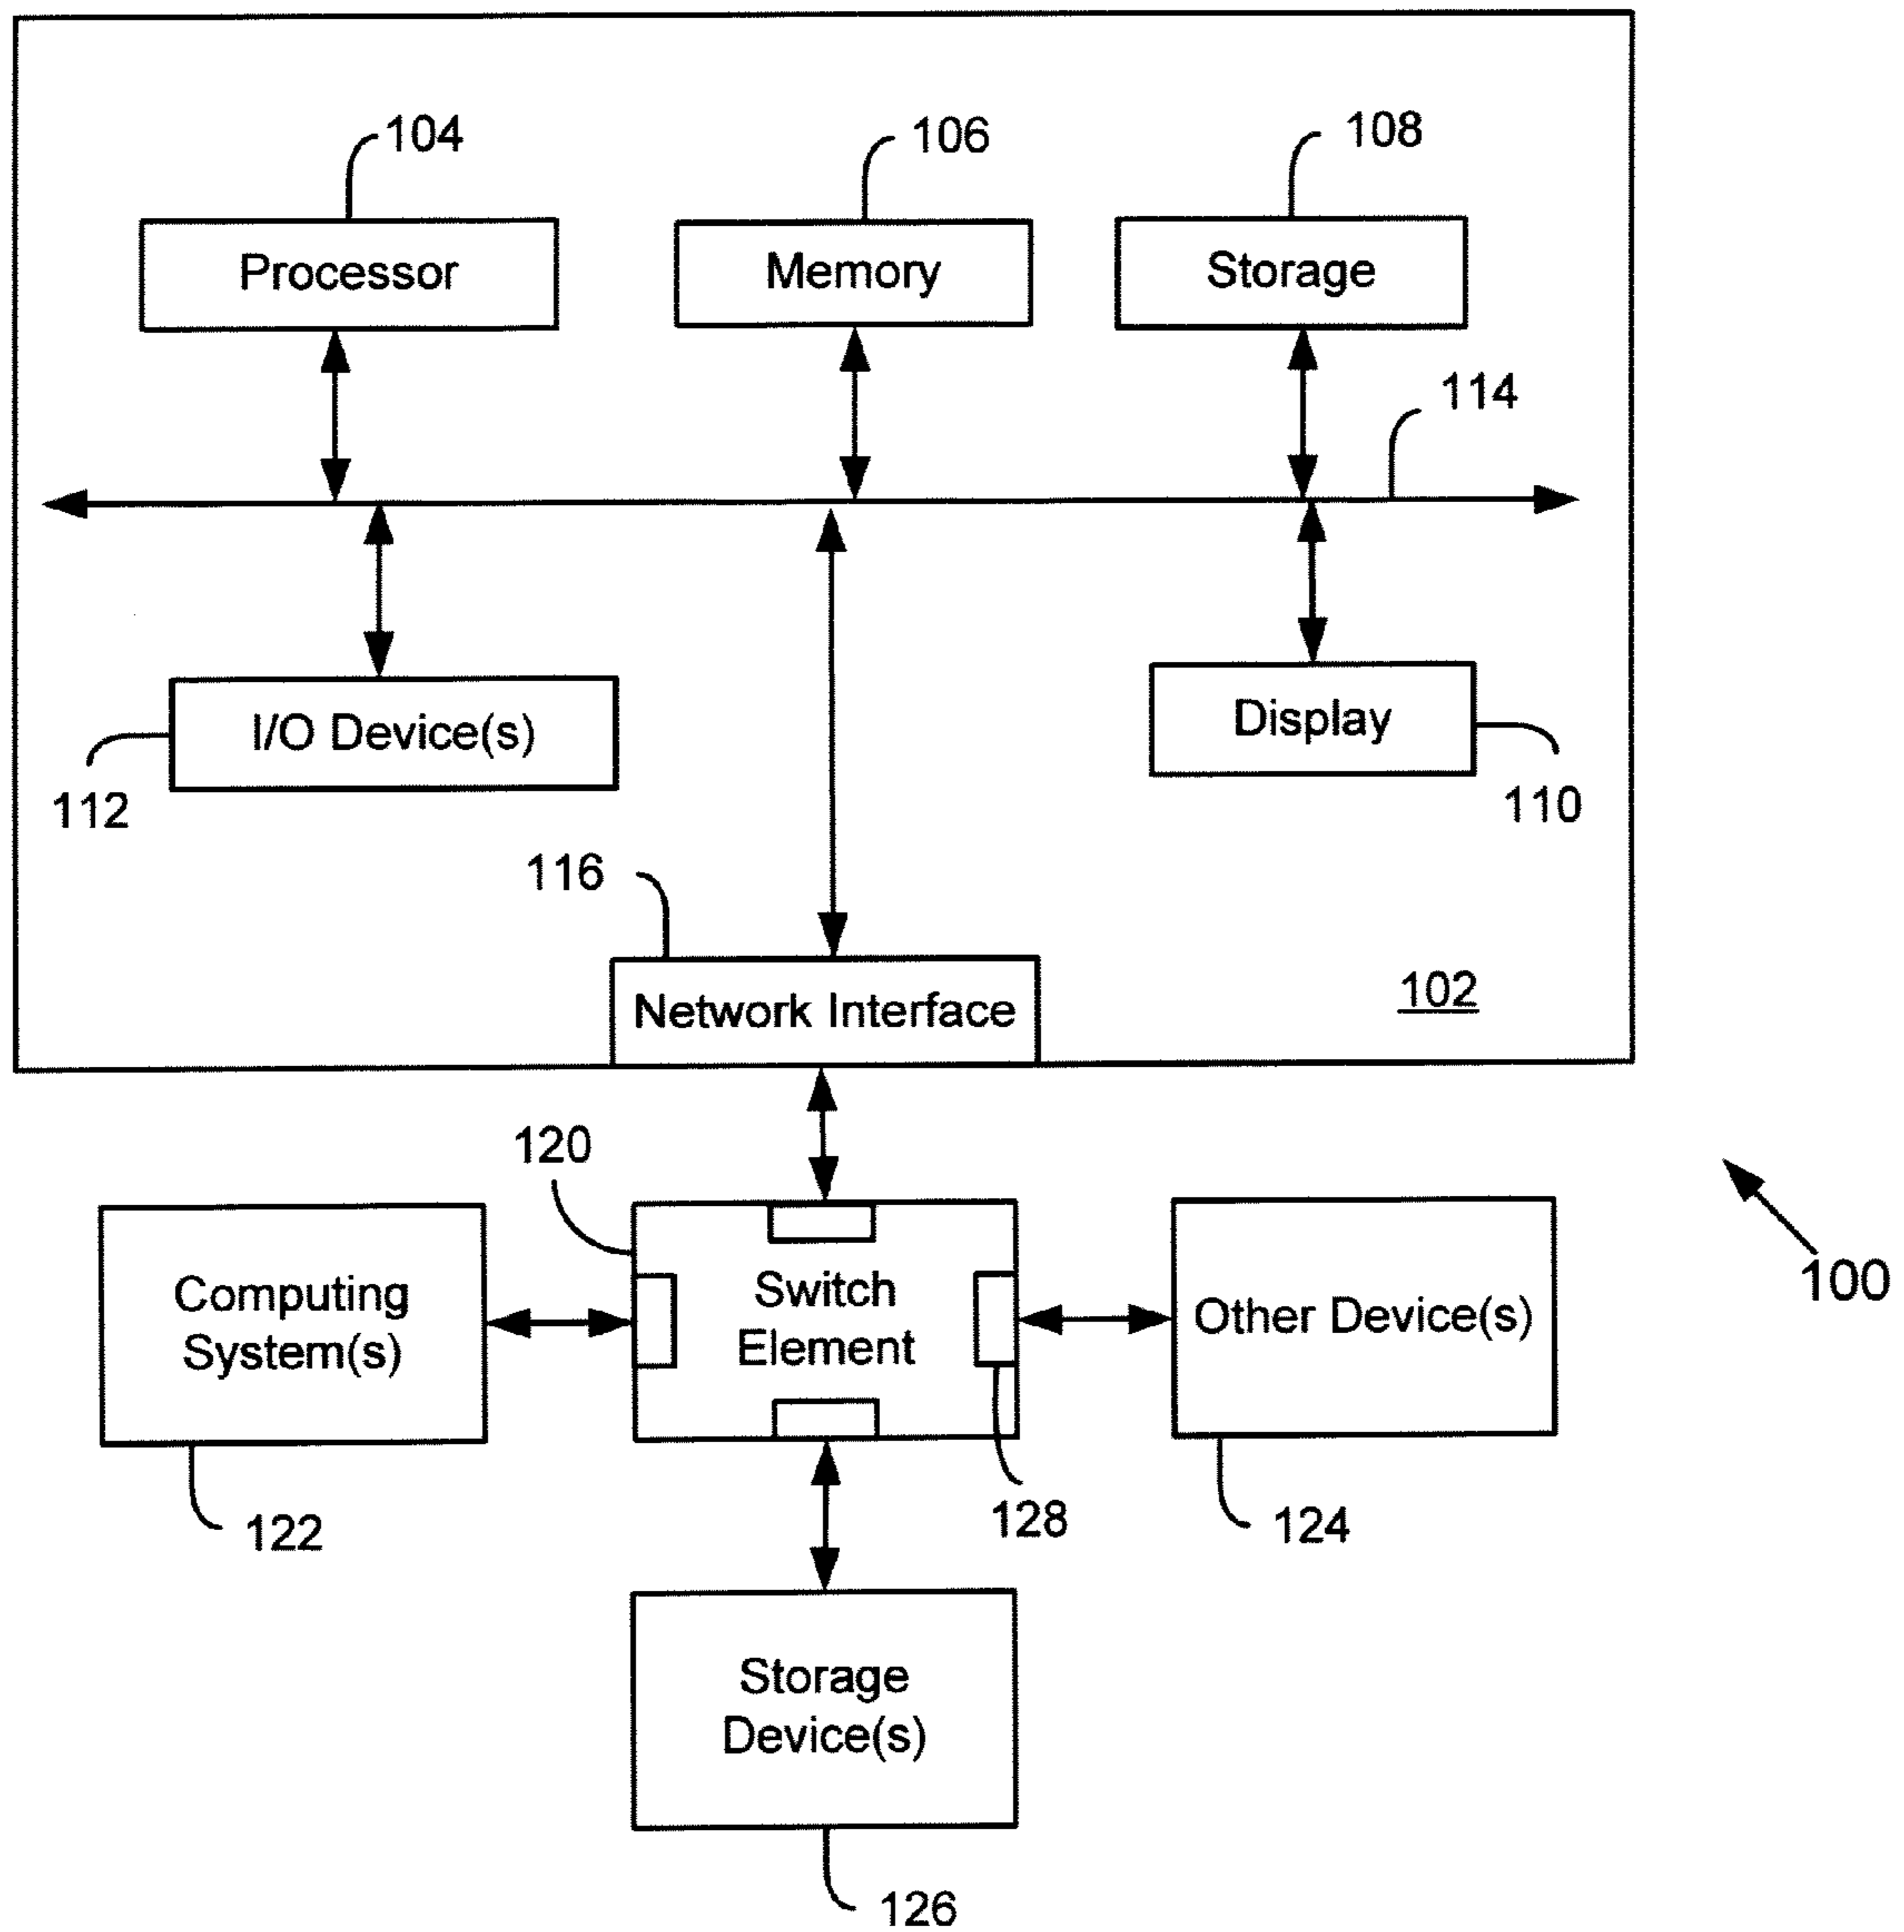 104
106
108
Processor
Memory
Storage
114
I/O Device(s)
Display
112
110
116
Network Interface
102
120
Computing
System(s)
Switch
Element
Other Device(s)
100
122
128
124
Storage
Device(s)
126